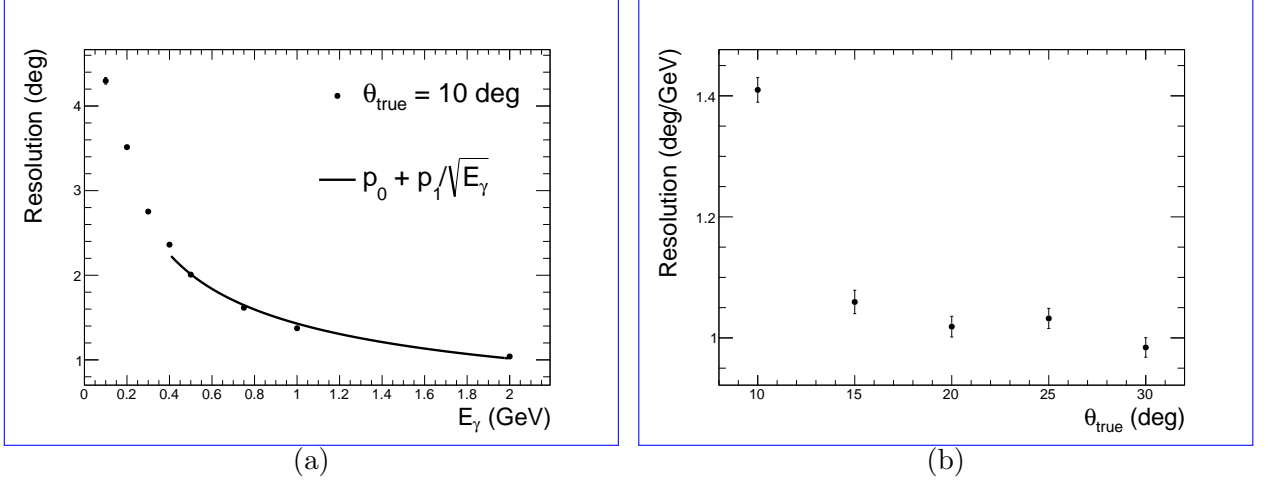 Resolution (deg)
4
3
2
1
θtrue = 10 deg
p0 + p1/√Eγ
0 0.2 0.4 0.6 0.8 1 1.2 1.4 1.6 1.8 2
Eγ (GeV)
(a)
Resolution (deg/GeV)
1.4
1.2
1
10 15 20 25 30
θtrue (deg)
(b)